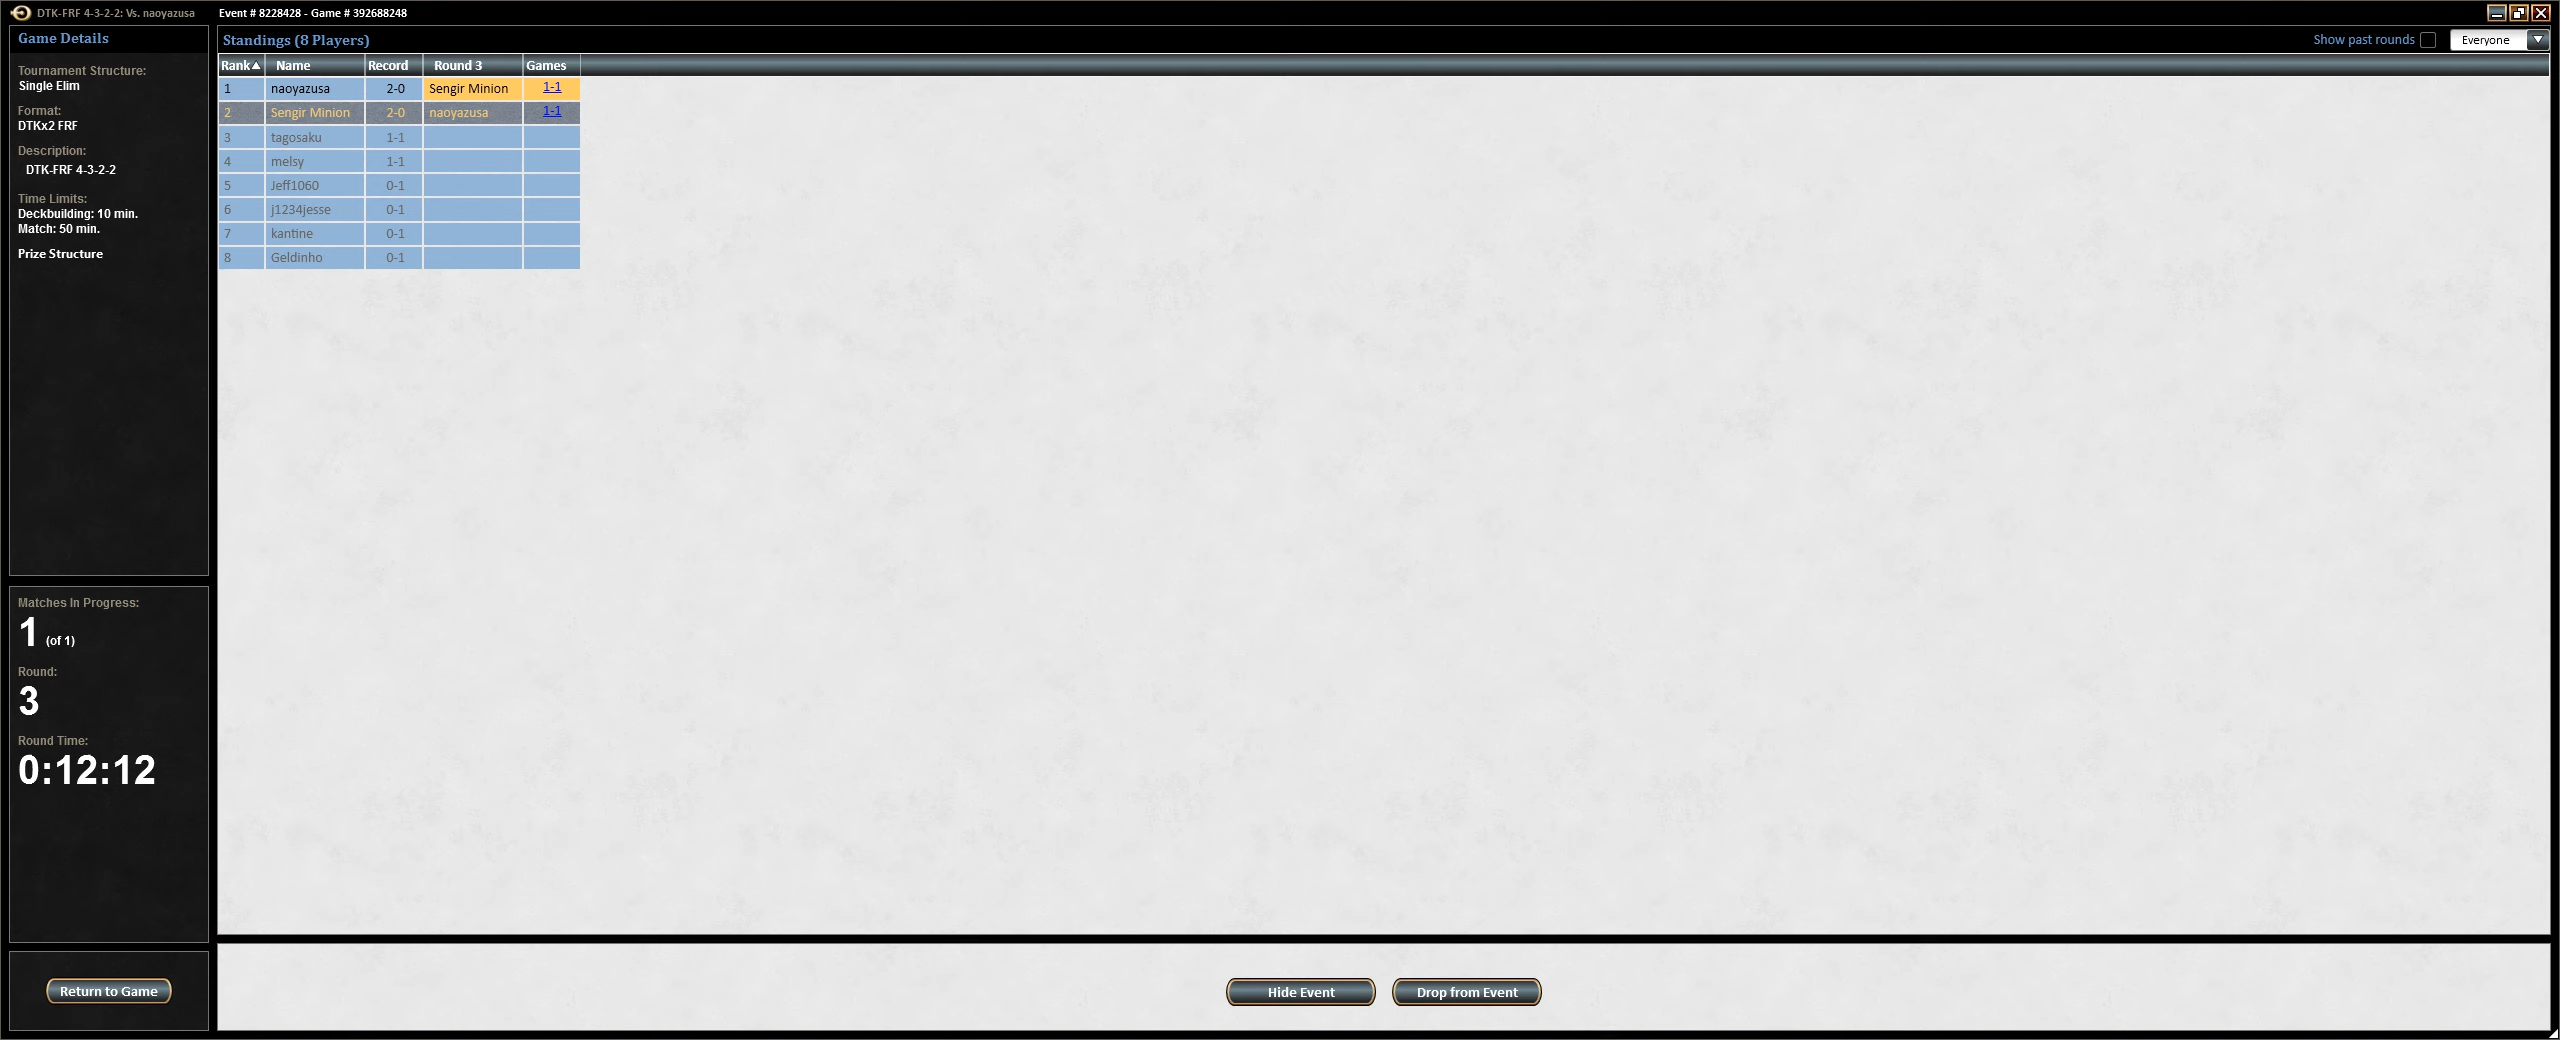 DTK-FRF 4-3-2-2: Vs. naoyazusa Event # 8228428 - Game # 392688248
Game Details
Tournament Structure:
Single Elim
Format:
DTKx2 FRF
Description:
DTK-FRF 4-3-2-2
Time Limits:
Deckbuilding: 10 min.
Match: 50 min.
Prize Structure
Matches In Progress:
1 (of 1)
Round:
3
Round Time:
0:12:12
Return to Game
Standings (8 Players) Show past rounds Everyone
Rank Name Record Round 3 Games
1 naoyazusa 2-0 Sengir Minion 1-1
2 Sengir Minion 2-0 naoyazusa 1-1
3 tagosaku 1-1
4 melsy 1-1
5 Jeff1060 0-1
6 j1234jesse 0-1
7 kantine 0-1
8 Geldinho 0-1
Hide Event Drop from Event